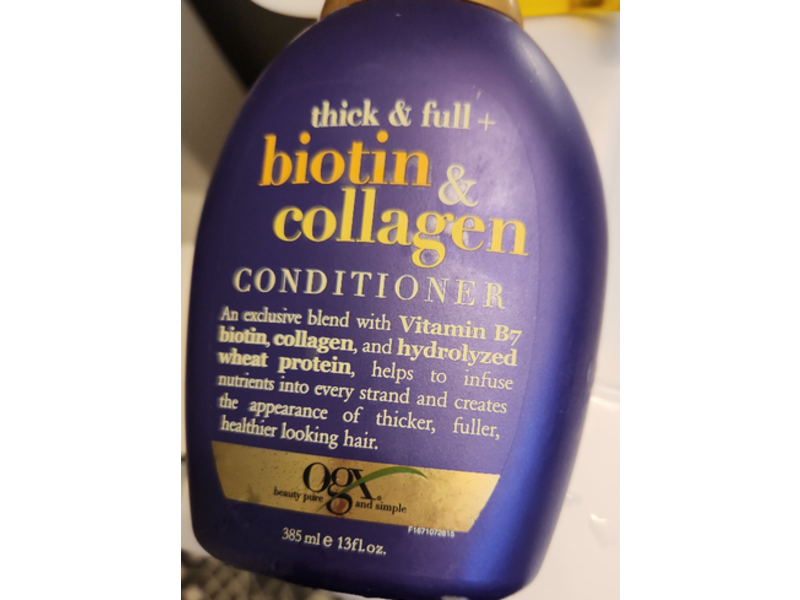 thick & full +
biotin &
collagen
CONDITIONER
An exclusive blend with Vitamin B7
biotin, collagen, and hydrolyzed
wheat protein, helps to infuse
nutrients into every strand and creates
the appearance of thicker, fuller,
healthier looking hair.
ogx®
beauty pure and simple
F1671072815
385 ml e 13fl.oz.